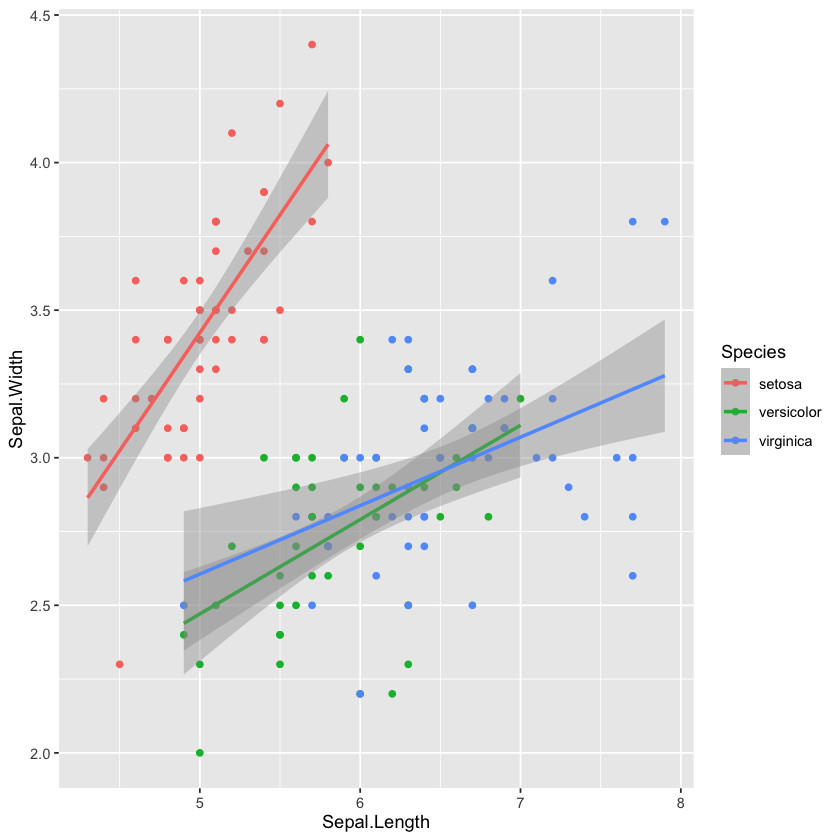 4.5
4.0
3.5
3.0
2.5
2.0
Sepal.Width
5 6 7 8
Sepal.Length
Species
setosa
versicolor
virginica